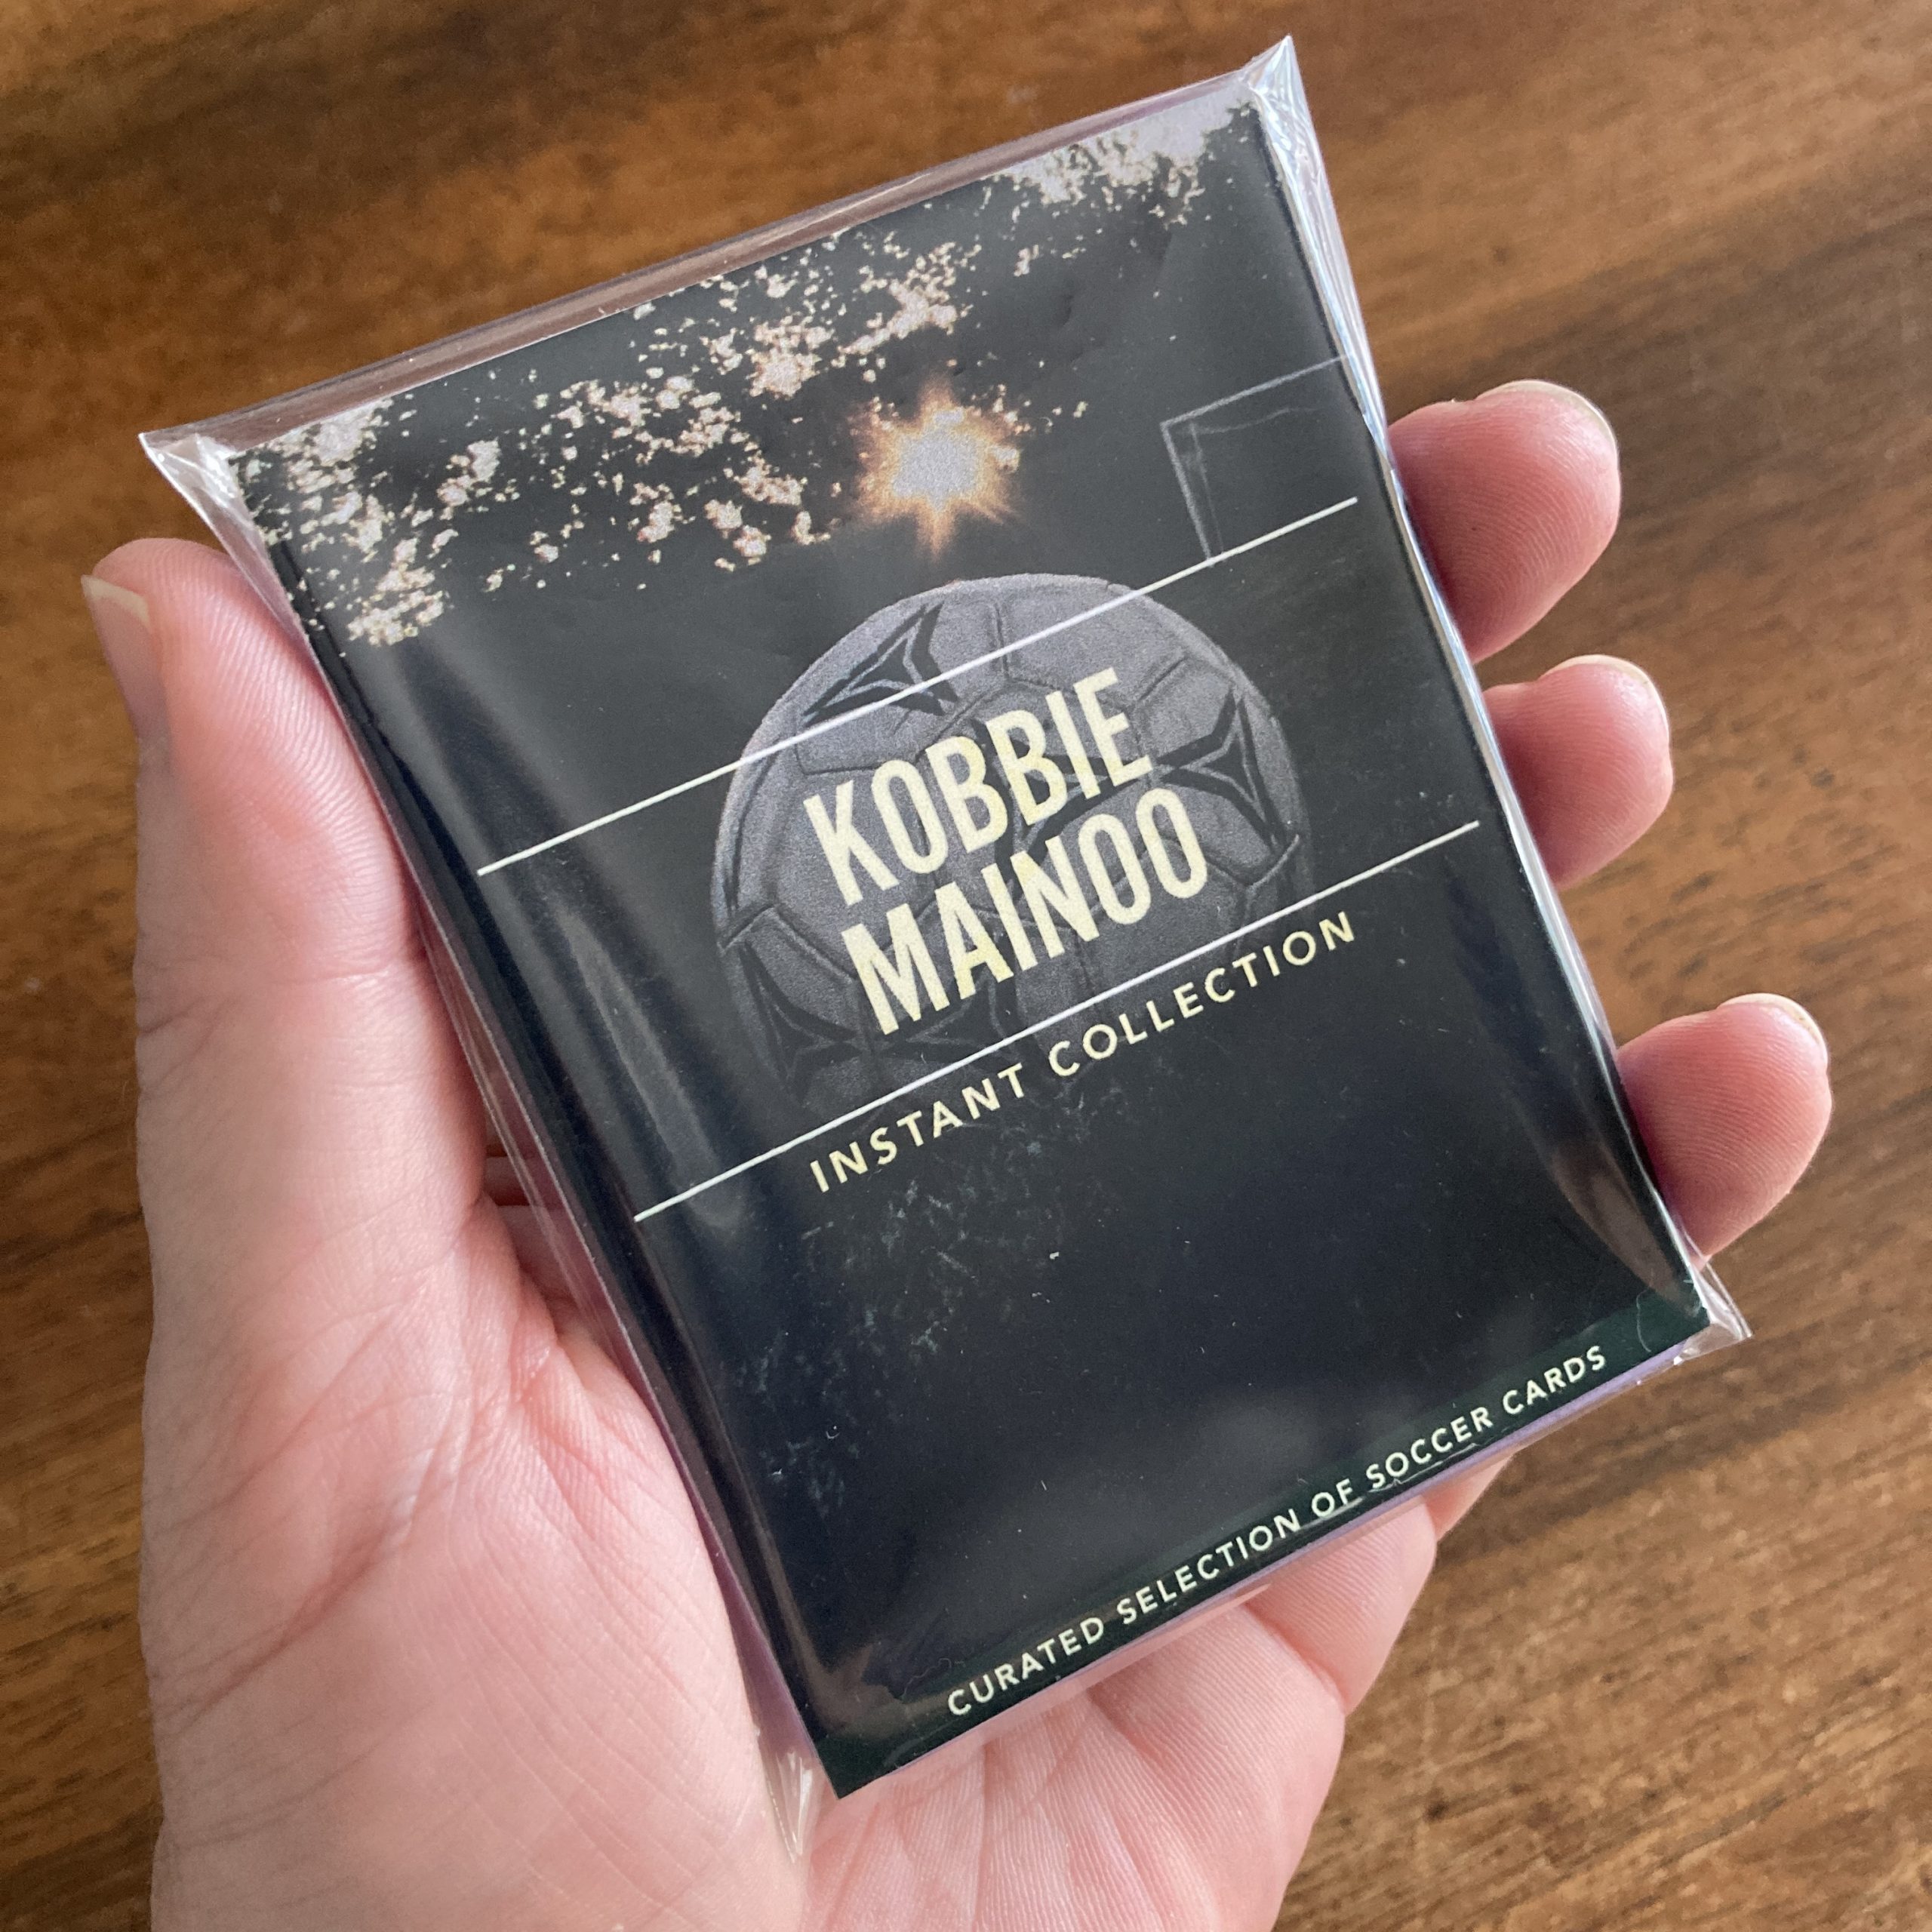 KOBBIE
MAINOO
INSTANT COLLECTION
CURATED SELECTION OF SOCCER CARDS